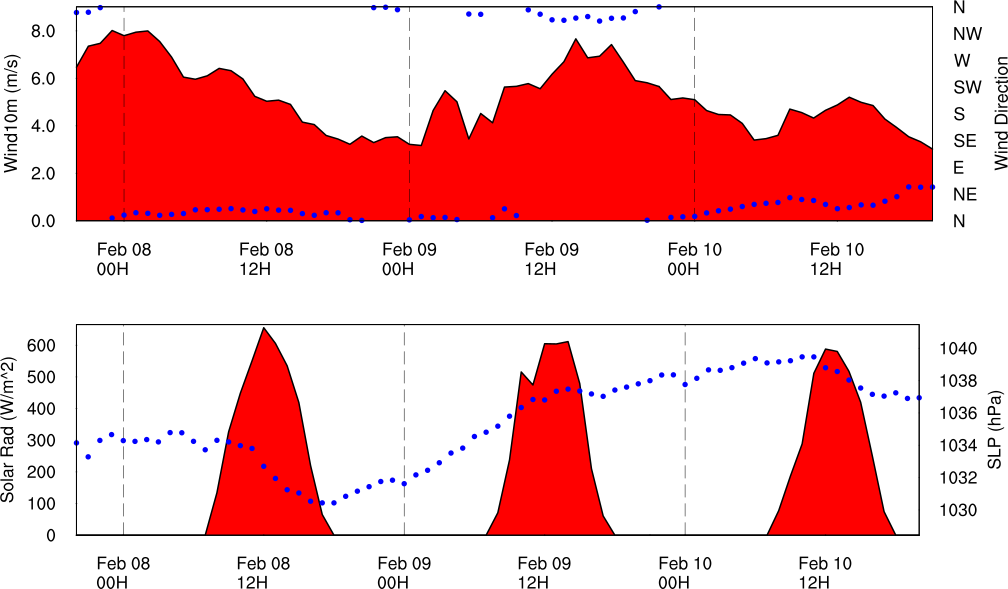 N
8.0
NW
W
6.0
SW
4.0
S
SE
2.0
E
NE
0.0
N
Wind10m (m/s)
Wind Direction
Feb 08 Feb 08 Feb 09 Feb 09 Feb 10 Feb 10
00H 12H 00H 12H 00H 12H
600
500
400
300
200
100
0
Solar Rad (W/m^2)
1040
1038
1036
1034
1032
1030
SLP (hPa)
Feb 08 Feb 08 Feb 09 Feb 09 Feb 10 Feb 10
00H 12H 00H 12H 00H 12H